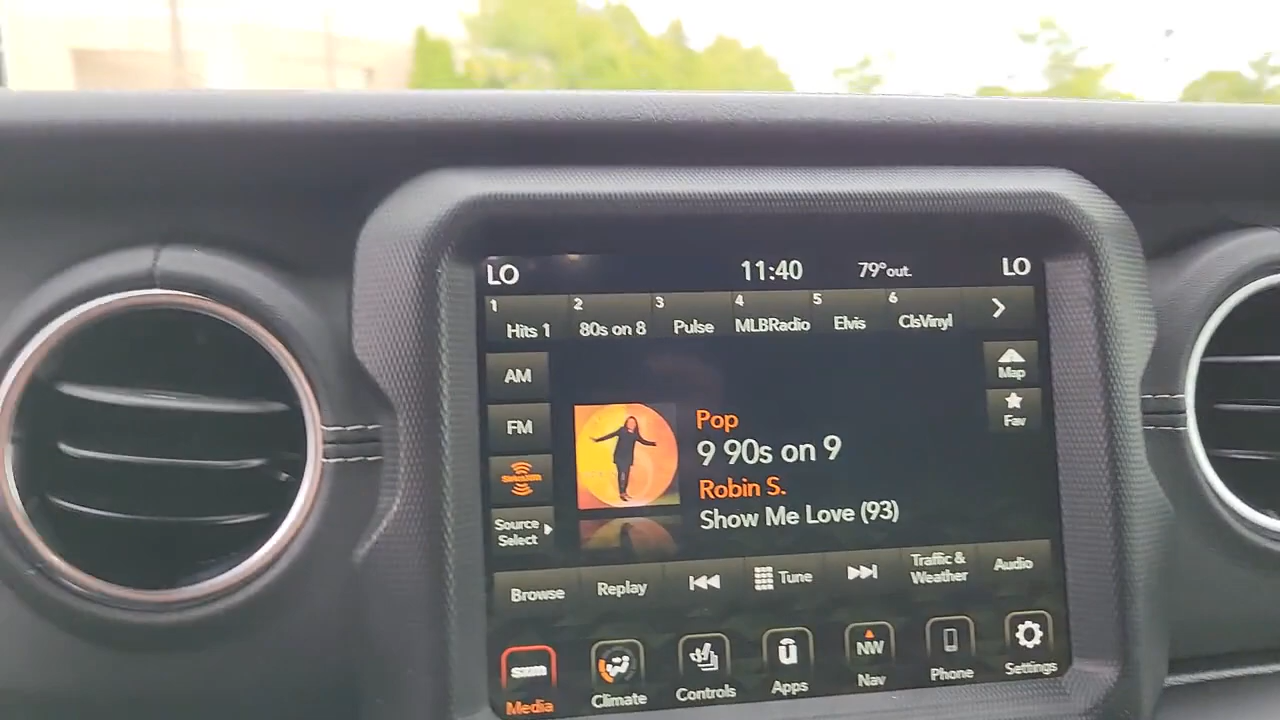 LO 11:40 79°out. LO
1 2 3 4 5 6
Hits 1 80s on 8 Pulse MLBRadio Elvis ClsVinyl
AM
Map
FM
Fav
Pop
9 90s on 9
Robin S.
Show Me Love (93)
SiriusXM
Source
Select
Browse Replay Tune Traffic &
Weather Audio
SXM NW
Media Climate Controls Apps Nav Phone Settings